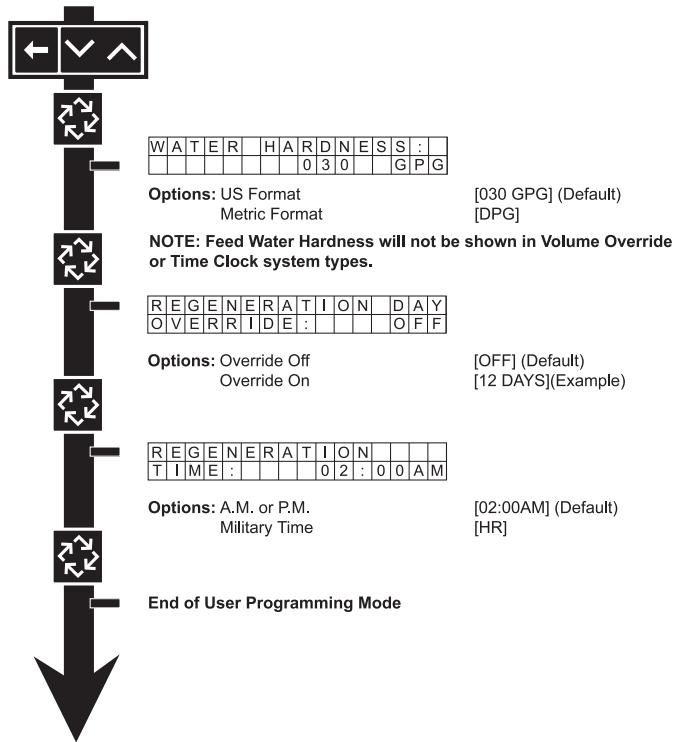 WATER HARDNESS:
030 GPG
Options: US Format [030 GPG] (Default)
Metric Format [DPG]
NOTE: Feed Water Hardness will not be shown in Volume Override
or Time Clock system types.
REGENERATION DAY
OVERRIDE: OFF
Options: Override Off [OFF] (Default)
Override On [12 DAYS](Example)
REGENERATION
TIME: 02:00AM
Options: A.M. or P.M. [02:00AM] (Default)
Military Time [HR]
End of User Programming Mode